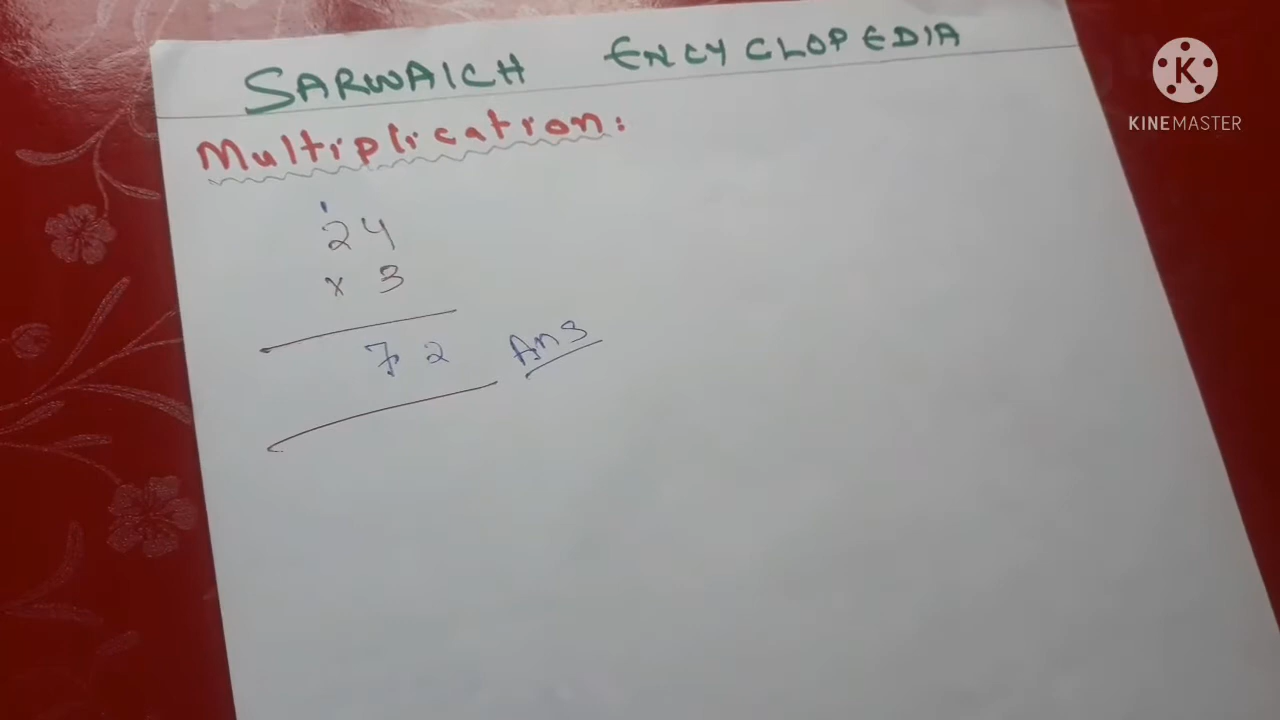 SARWAICH ENCYCLOPEDIA
Multiplication:
1
24
x 3
72 Ans
K
KINEMASTER